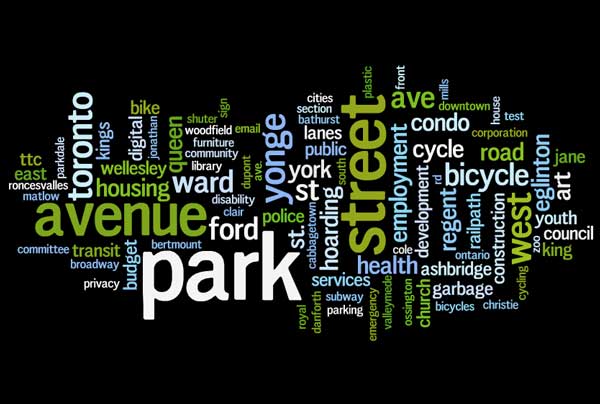 plastic
front
cities
section
bathurst
ave
mills
downtown
house
toronto
bike
sign
shuter
woodfield
email
lanes
public
condo
corporation
test
parkdale
kings
digital
jonathan
queen
furniture
community
library
yonge
york
south
street
employment
cycle
road
jane
ttc
east
roncesvalles
matlow
wellesley
housing
ward
dupont
ave.
st
hoarding
development
rd
bicycle
eglinton
art
avenue
disability
clair
police
ford
st.
cabbagetown
regent
railpath
construction
west
youth
council
king
zoo
committee
transit
bertmount
broadway
budget
privacy
park
health
cole
ashbridge
ontario
cycling
services
subway
parking
royal
danforth
emergency
valleymede
ossington
church
garbage
bicycles
christie